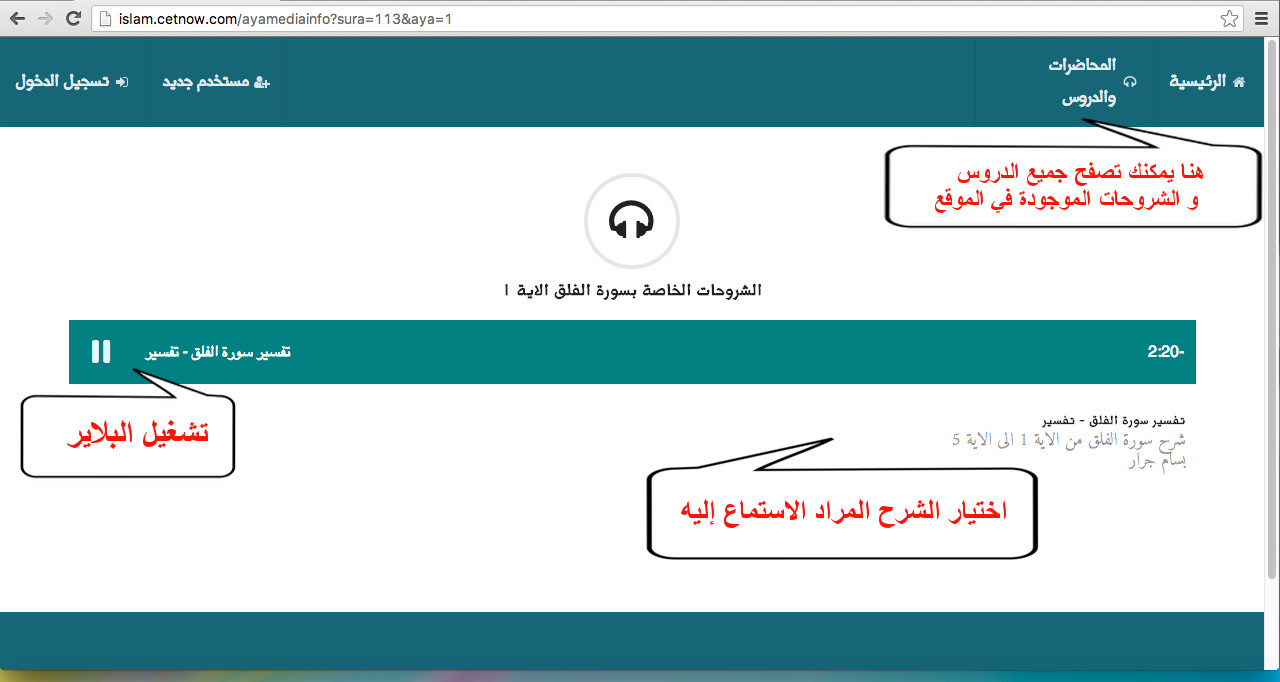 islam.cetnow.com/ayamediainfo?sura=113&aya=1
الرئيسية
المحاضرات
والدروس
مستخدم جديد
تسجيل الدخول
هنا يمكنك تصفح جميع الدروس
و الشروحات الموجودة في الموقع
الشروحات الخاصة بسورة الفلق الاية 1
تفسير سورة الفلق - تفسير
2:20-
تشغيل البلاير
تفسير سورة الفلق - تفسير
شرح سورة الفلق من الاية 1 الى الاية 5
بسام جرار
اختيار الشرح المراد الاستماع إليه